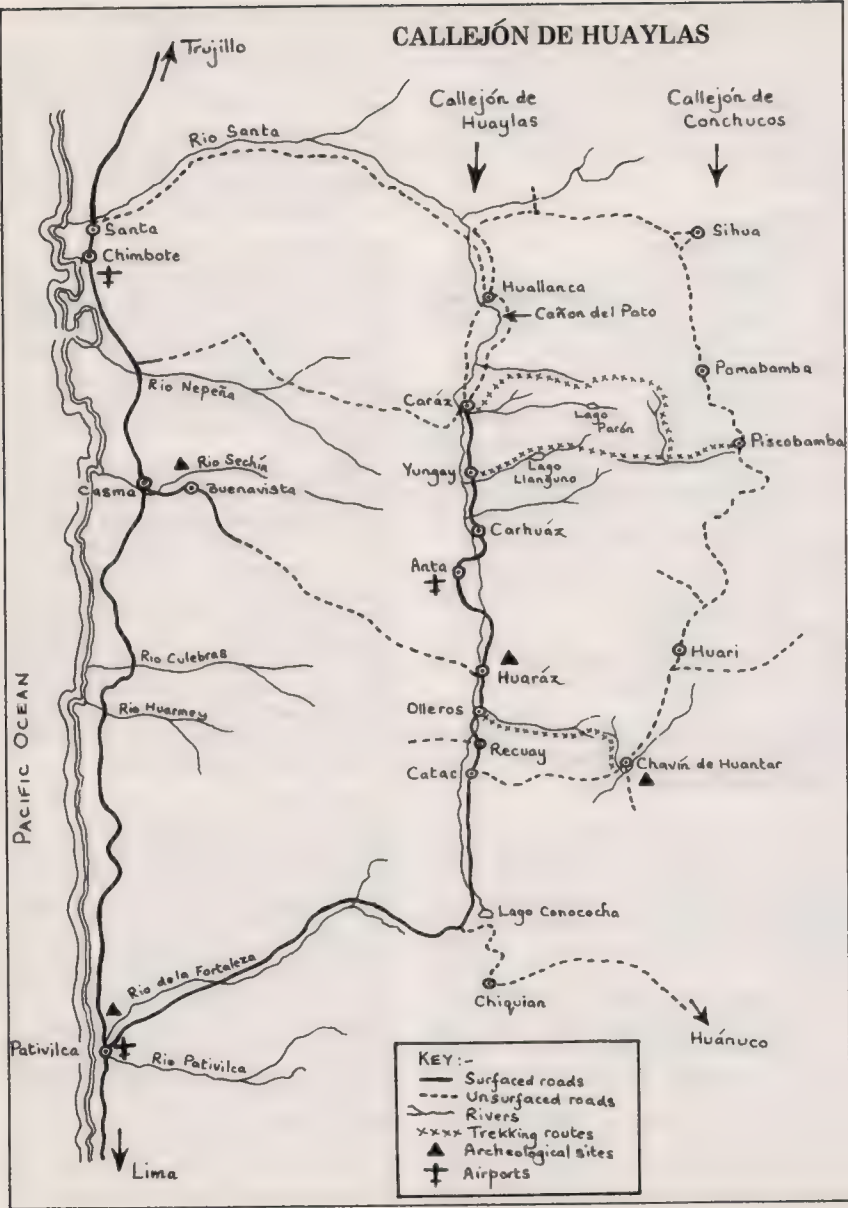 CALLEJÓN DE HUAYLAS
Trujillo
Callejón de
Huaylas
Callejón de
Conchucos
Rio Santa
Santa
Chimbote
Sihua
Huallanca
Cañon del Pato
Rio Nepeña
Pomabamba
Caráz
Lago
Parón
Piscobamba
Rio Sechín
Casma
Buenavista
Yungay
Lago
Llanguno
Carhuáz
Anta
Rio Culebras
Huaráz
Huari
Rio Huarmey
Olleros
Recuay
Catac
Chavín de Huantar
PACIFIC OCEAN
Lago Conococha
Rio de la Fortaleza
Chiquian
Huánuco
Pativilca
Rio Pativilca
Lima
KEY:-
Surfaced roads
Unsurfaced roads
Rivers
xxxx Trekking routes
Archeological sites
Airports